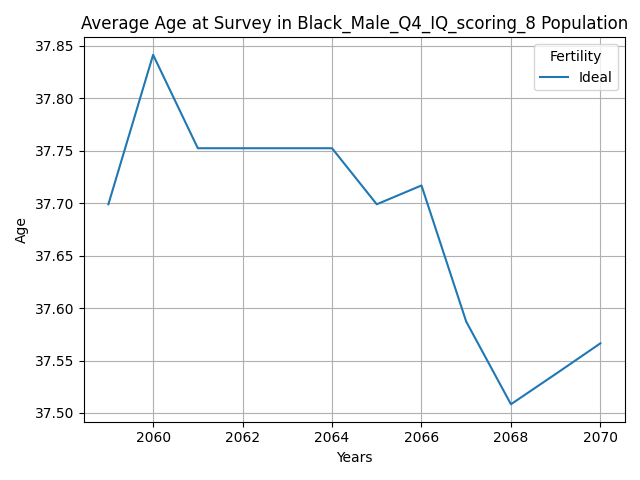 Average Age at Survey in Black_Male_Q4_IQ_scoring_8 Population
Fertility
Ideal
37.85
37.80
37.75
37.70
37.65
37.60
37.55
37.50
Age
2060 2062 2064 2066 2068 2070
Years